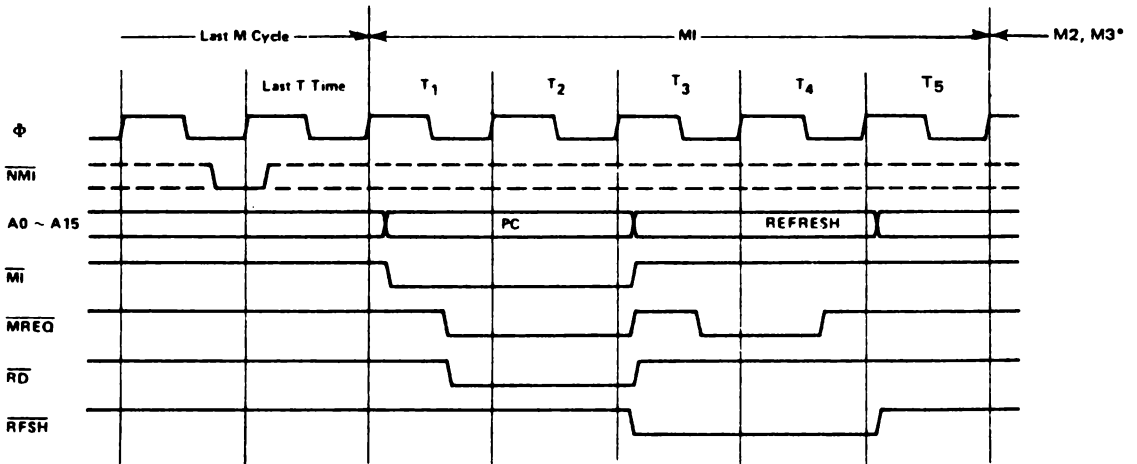 Last M Cycle
MI
M2, M3*
Last T Time
T1
T2
T3
T4
T5
Φ
NMI
A0 ~ A15
PC
REFRESH
MI
MREQ
RD
RFSH